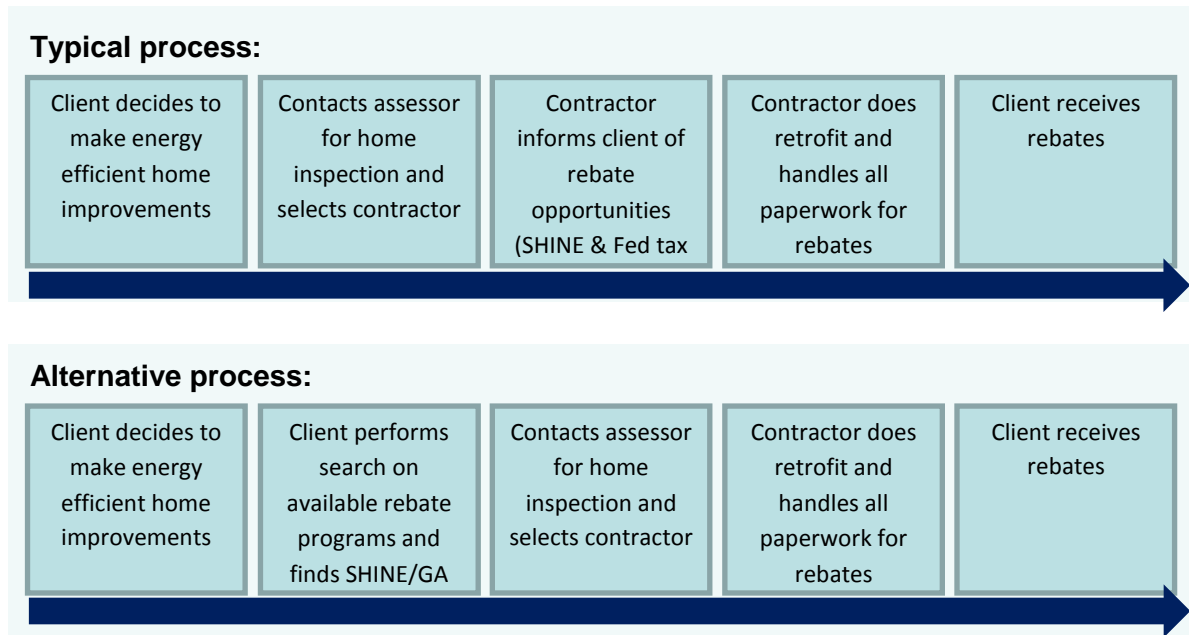 Typical process:
Client decides to
make energy
efficient home
improvements
Contacts assessor
for home
inspection and
selects contractor
Contractor
informs client of
rebate
opportunities
(SHINE & Fed tax
Contractor does
retrofit and
handles all
paperwork for
rebates
Client receives
rebates
Alternative process:
Client decides to
make energy
efficient home
improvements
Client performs
search on
available rebate
programs and
finds SHINE/GA
Contacts assessor
for home
inspection and
selects contractor
Contractor does
retrofit and
handles all
paperwork for
rebates
Client receives
rebates